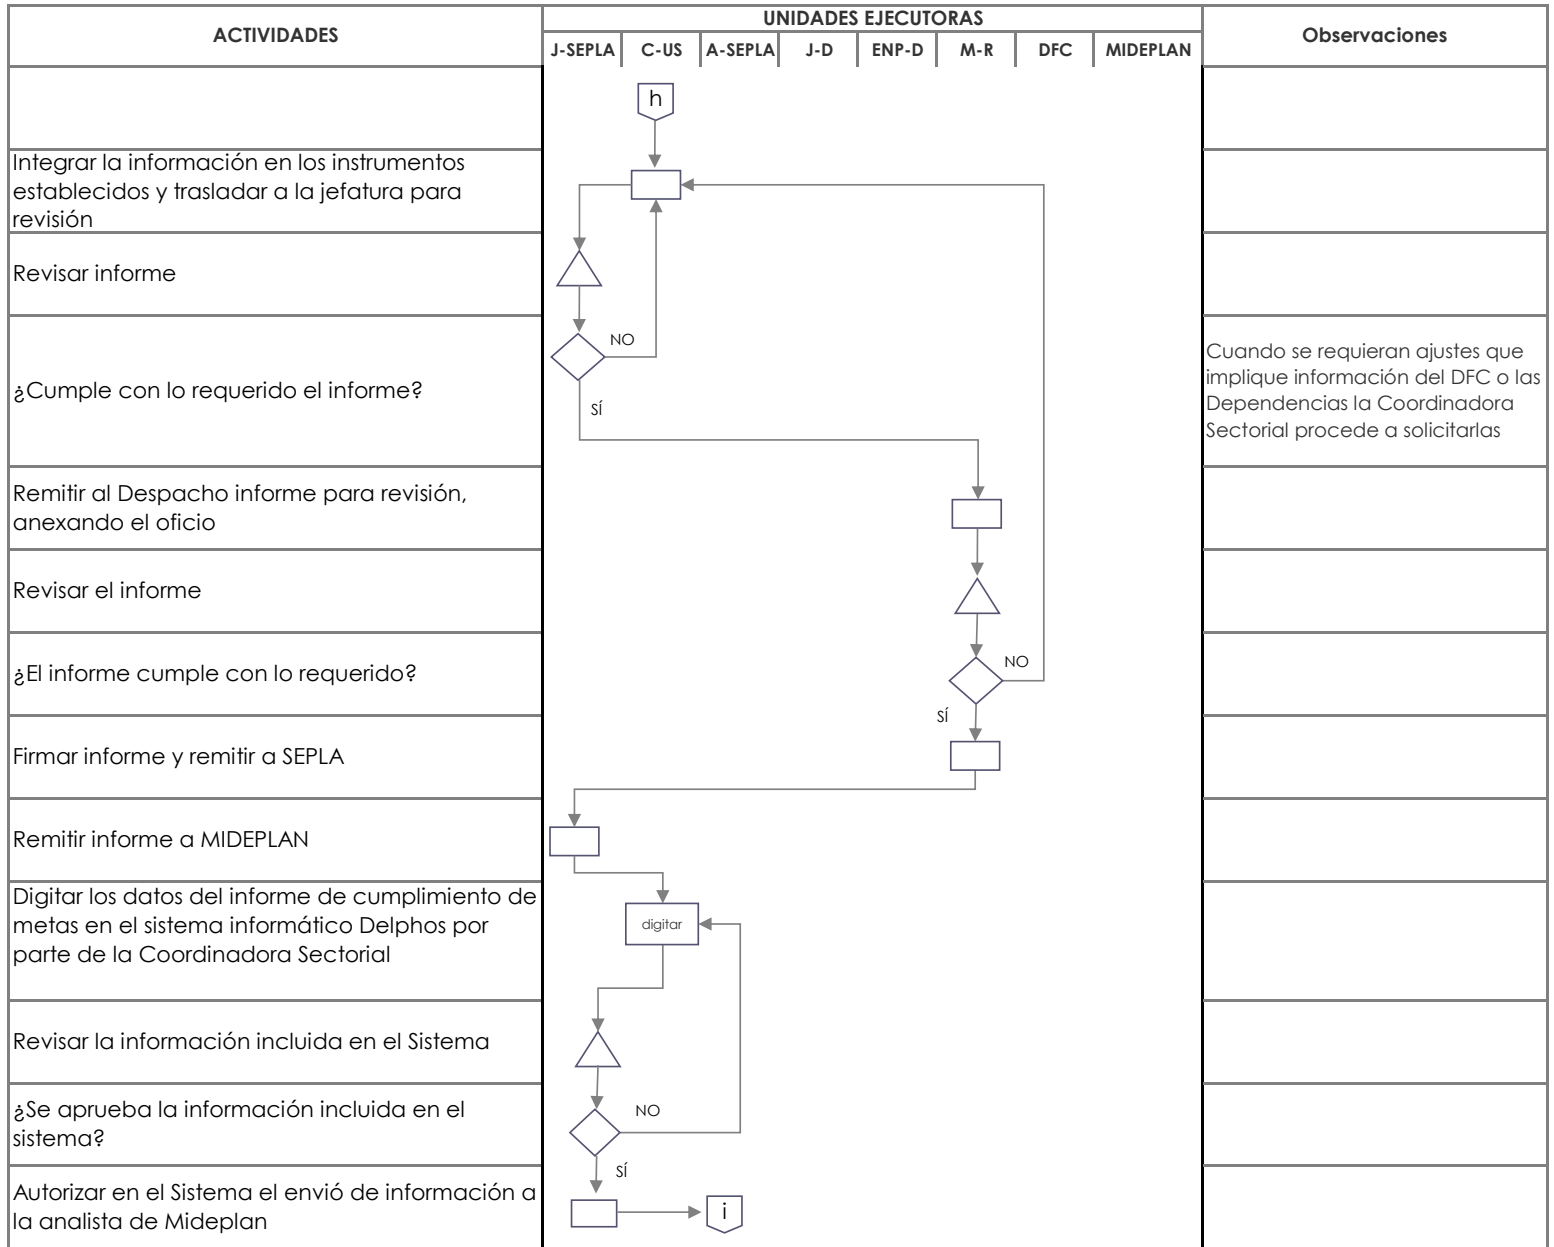 ACTIVIDADES
UNIDADES EJECUTORAS
Observaciones
J-SEPLA
C-US
A-SEPLA
J-D
ENP-D
M-R
DFC
MIDEPLAN
h
Integrar la información en los instrumentos
establecidos y trasladar a la jefatura para
revisión
Revisar informe
¿Cumple con lo requerido el informe?
NO
SÍ
Cuando se requieran ajustes que
implique información del DFC o las
Dependencias la Coordinadora
Sectorial procede a solicitarlas
Remitir al Despacho informe para revisión,
anexando el oficio
Revisar el informe
¿El informe cumple con lo requerido?
NO
SÍ
Firmar informe y remitir a SEPLA
Remitir informe a MIDEPLAN
Digitar los datos del informe de cumplimiento de
metas en el sistema informático Delphos por
parte de la Coordinadora Sectorial
digitar
Revisar la información incluida en el Sistema
¿Se aprueba la información incluida en el
sistema?
NO
SÍ
Autorizar en el Sistema el envió de información a
la analista de Mideplan
i